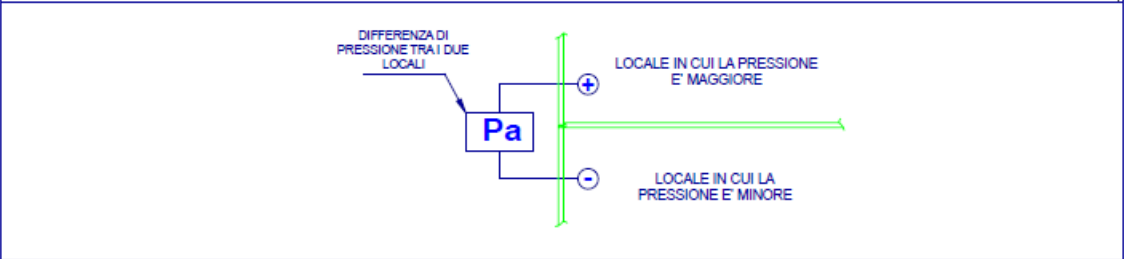 DIFFERENZA DI
PRESSIONE TRA I DUE
LOCALI
LOCALE IN CUI LA PRESSIONE
E' MAGGIORE
+
Pa
-
LOCALE IN CUI LA
PRESSIONE E' MINORE